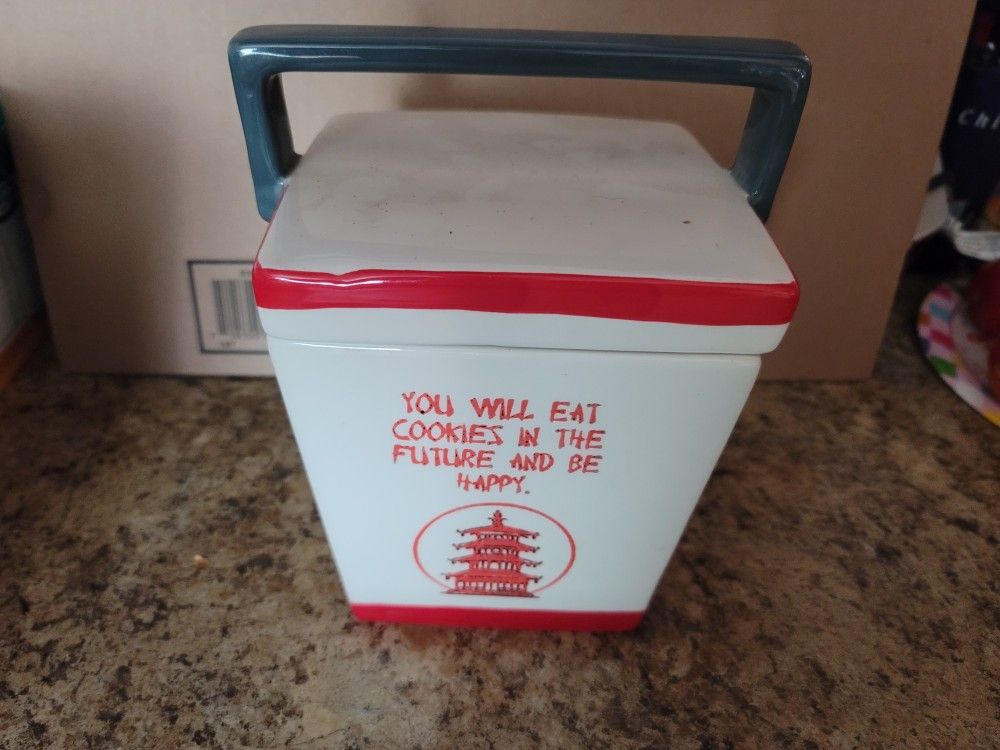 YOU WILL EAT
COOKIES IN THE
FUTURE AND BE
HAPPY.